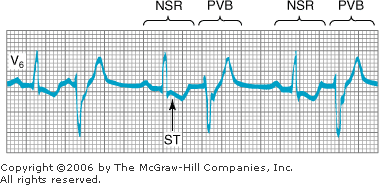 NSR PVB NSR PVB
V6
ST
Copyright ©2006 by The McGraw-Hill Companies, Inc.
All rights reserved.